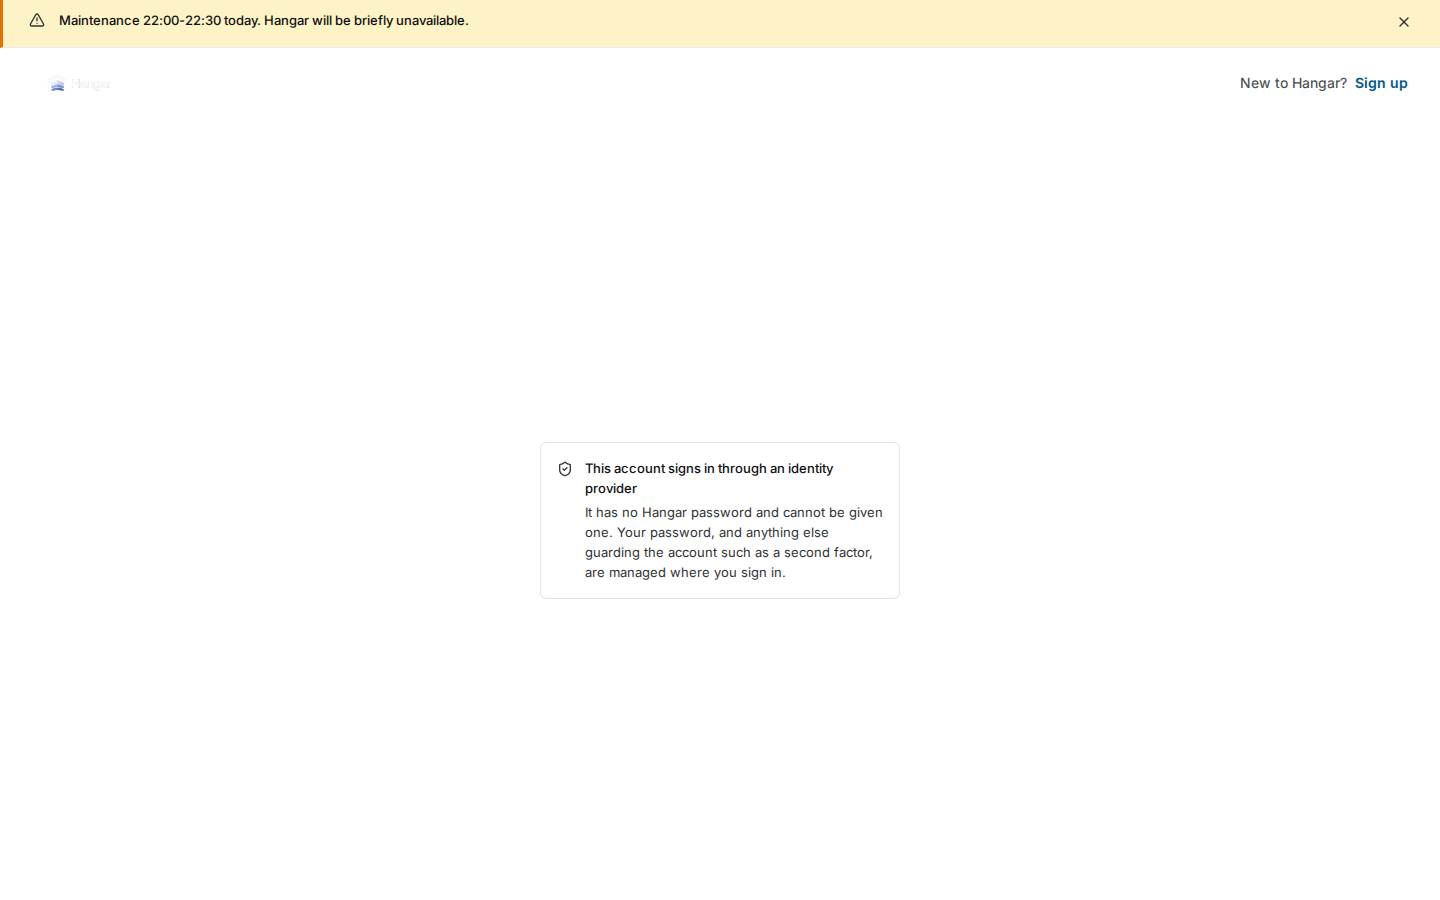 Maintenance 22:00-22:30 today. Hangar will be briefly unavailable.
Hangar
New to Hangar? Sign up
This account signs in through an identity
provider
It has no Hangar password and cannot be given
one. Your password, and anything else
guarding the account such as a second factor,
are managed where you sign in.